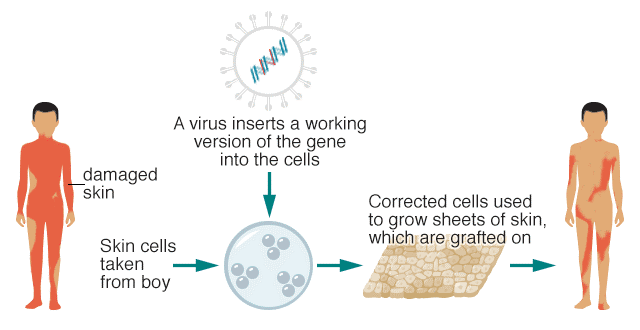 A virus inserts a working
version of the gene
into the cells
damaged
skin
Skin cells
taken
from boy
Corrected cells used
to grow sheets of skin,
which are grafted on